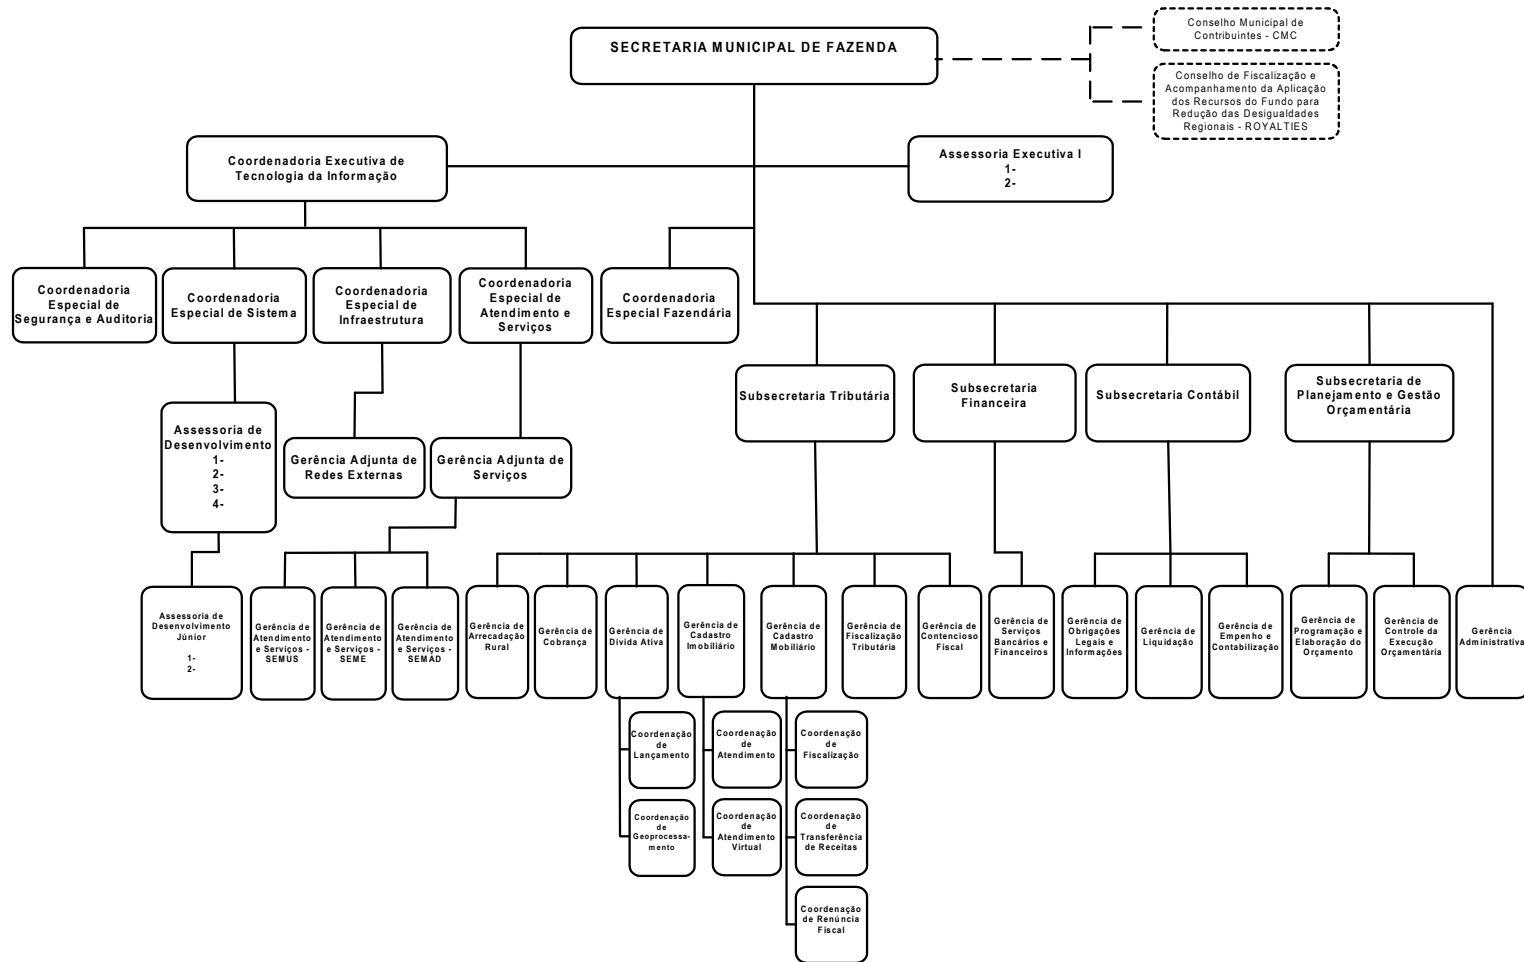 Conselho Municipal de
Contribuintes - CMC
SECRETARIA MUNICIPAL DE FAZENDA
Conselho de Fiscalização e
Acompanhamento da Aplicação
dos Recursos do Fundo para
Redução das Desigualdades
Regionais - ROYALTIES
Coordenadoria Executiva de
Tecnologia da Informação
Assessoria Executiva I
1-
2-
Coordenadoria
Especial de
Segurança e Auditoria
Coordenadoria
Especial de Sistema
Coordenadoria
Especial de
Infraestrutura
Coordenadoria
Especial de
Atendimento e
Serviços
Coordenadoria
Especial Fazendária
Subsecretaria Tributária
Subsecretaria
Financeira
Subsecretaria Contábil
Subsecretaria de
Planejamento e Gestão
Orçamentária
Assessoria de
Desenvolvimento
1-
2-
3-
4-
Gerência Adjunta de
Redes Externas
Gerência Adjunta de
Serviços
Assessoria de
Desenvolvimento
Júnior
1-
2-
Gerência de
Atendimento
e Serviços -
SEMUS
Gerência de
Atendimento
e Serviços -
SEME
Gerência de
Atendimento
e Serviços -
SEMAD
Gerência de
Arrecadação
Rural
Gerência de
Cobrança
Gerência de
Dívida Ativa
Gerência de
Cadastro
Imobiliário
Gerência de
Cadastro
Mobiliário
Gerência de
Fiscalização
Tributária
Gerência de
Contencioso
Fiscal
Gerência de
Serviços
Bancários e
Financeiros
Gerência de
Obrigações
Legais e
Informações
Gerência de
Liquidação
Gerência de
Empenho e
Contabilização
Gerência de
Programação e
Elaboração do
Orçamento
Gerência de
Controle da
Execução
Orçamentária
Gerência
Administrativa
Coordenação
de
Lançamento
Coordenação
de
Atendimento
Coordenação
de
Fiscalização
Coordenação
de
Geoprocessa-
mento
Coordenação
de
Atendimento
Virtual
Coordenação
de
Transferência
de Receitas
Coordenação
de Renúncia
Fiscal